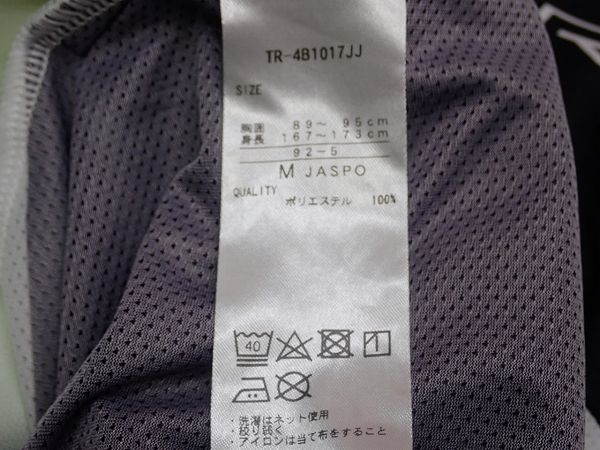 TR-4B1017JJ
SIZE
胸囲 89～ 95cm
身長 167～173cm
92-5
M JASPO
QUALITY
ポリエステル 100%
40
1
・洗濯はネット使用
・絞り弱く
・アイロンは当て布をすること